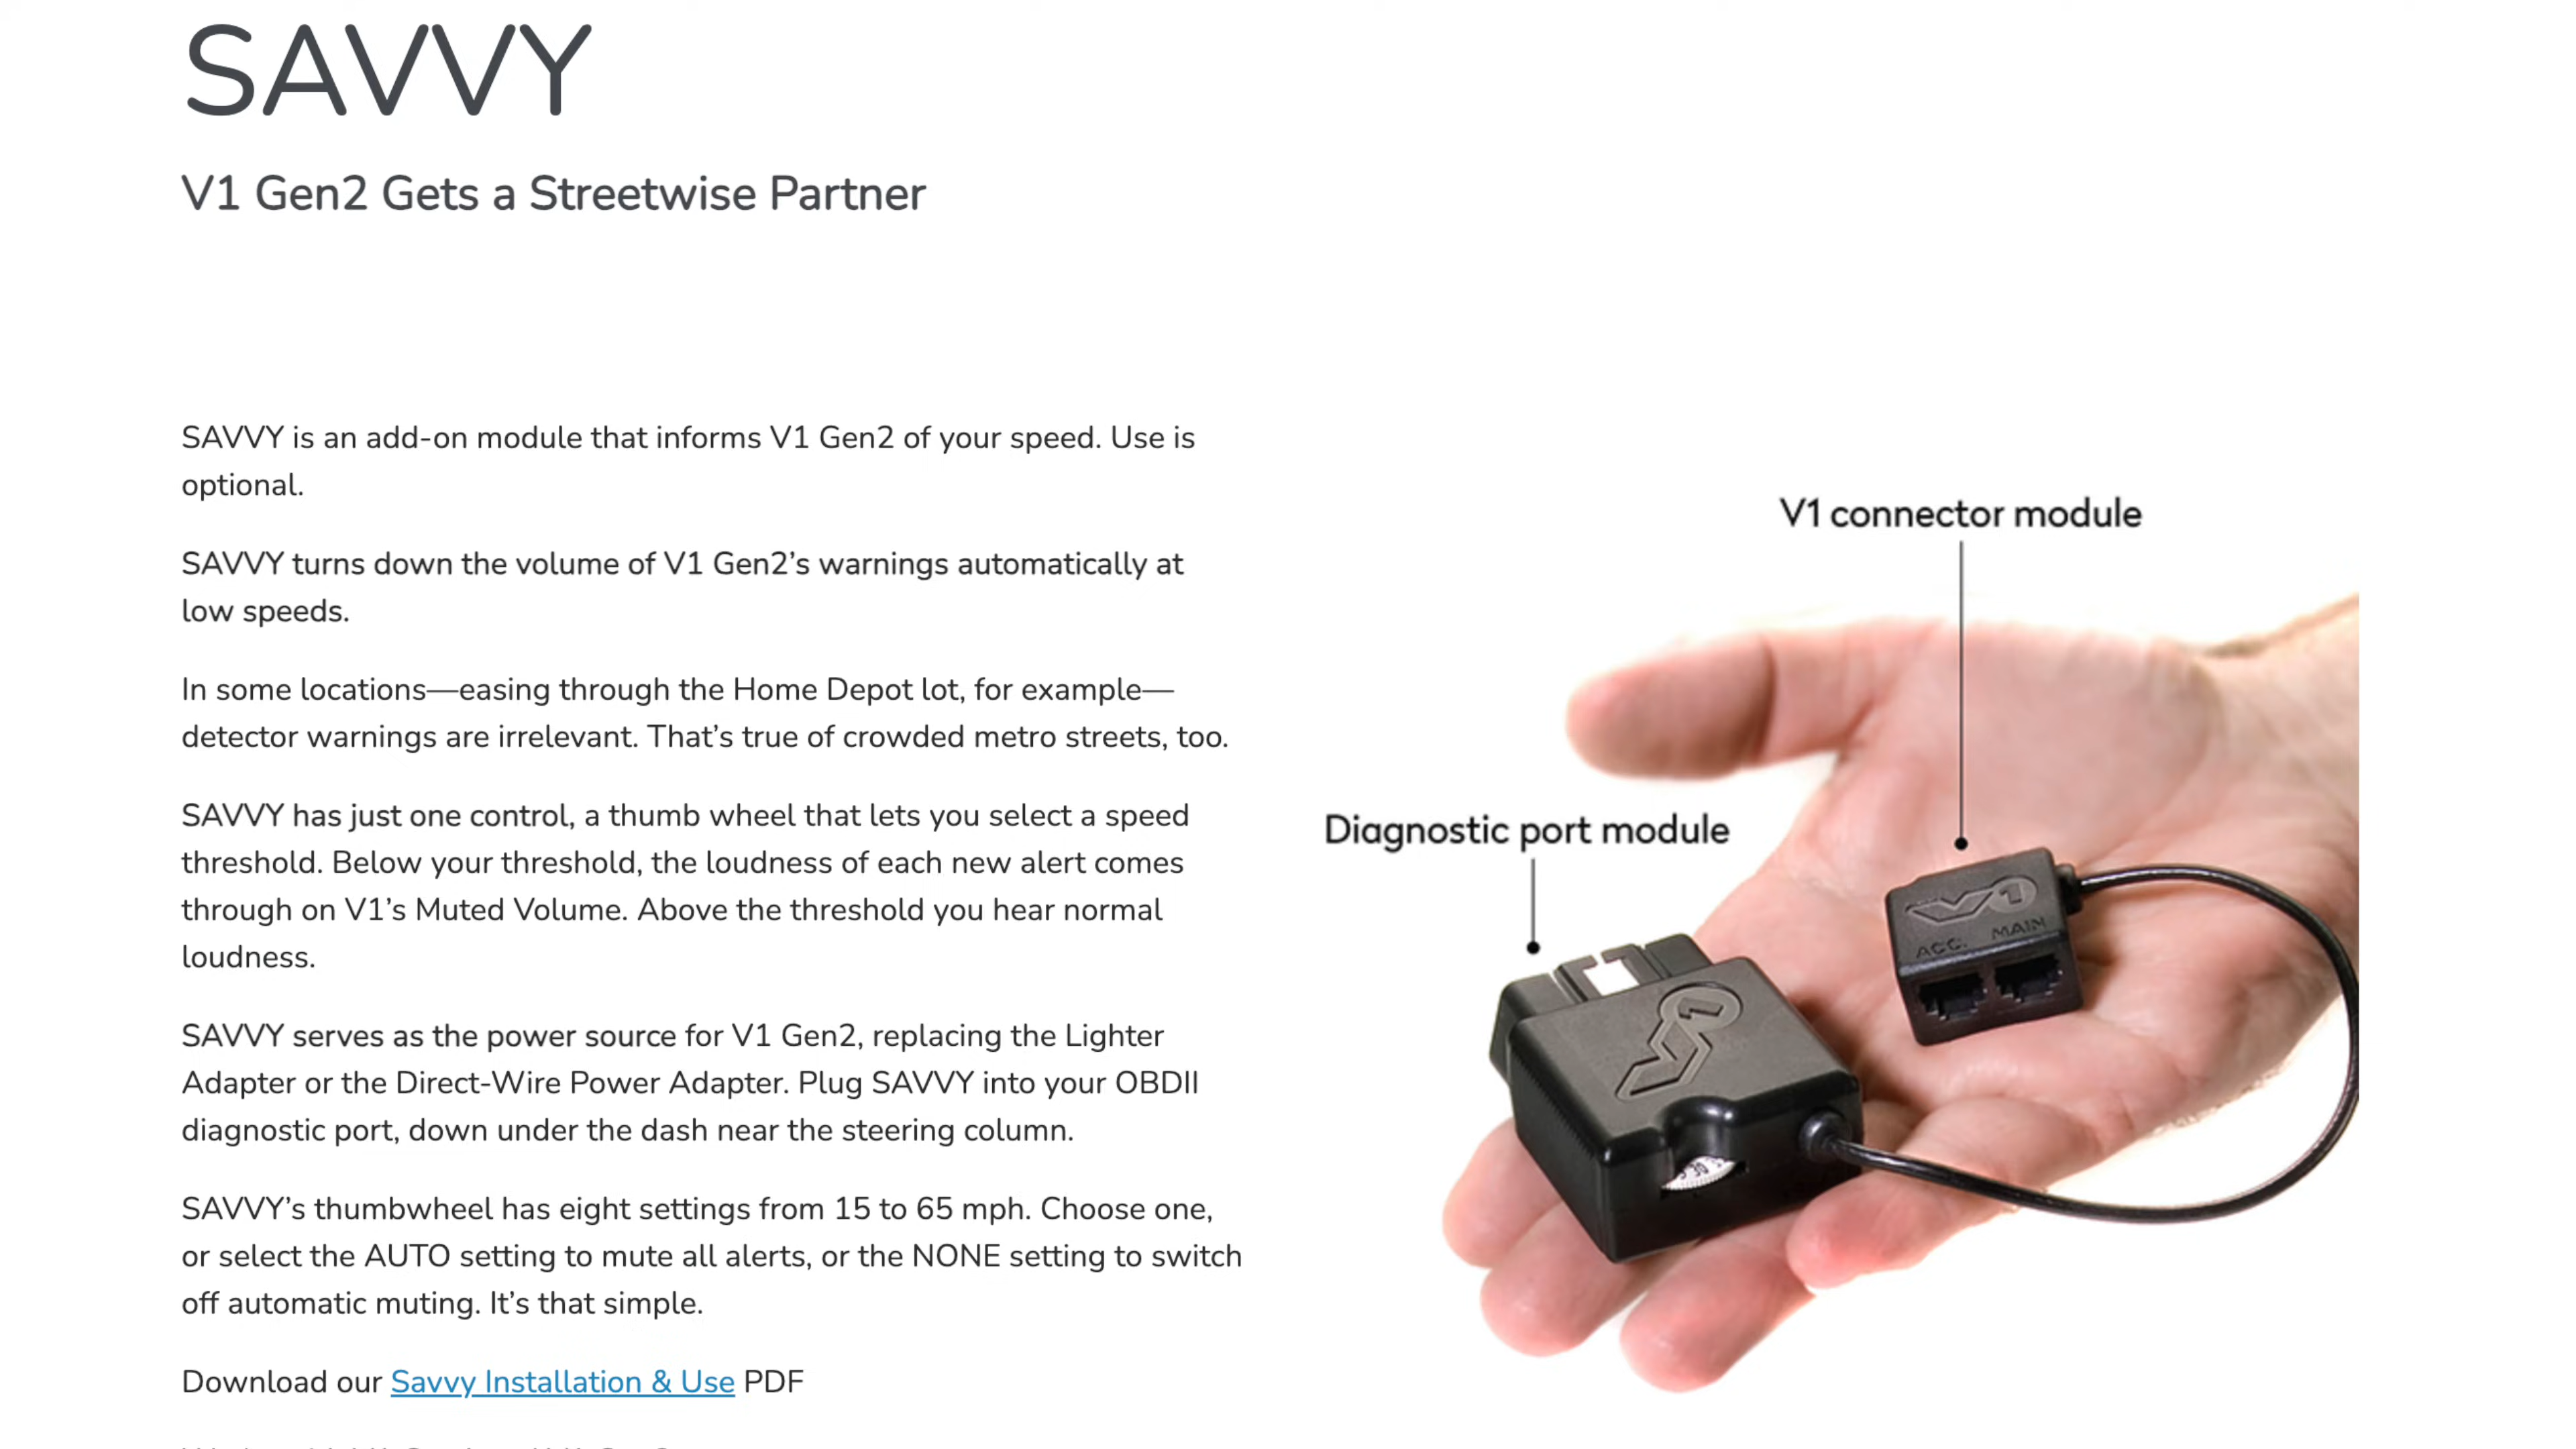 SAVVY
V1 Gen2 Gets a Streetwise Partner
SAVVY is an add-on module that informs V1 Gen2 of your speed. Use is
optional.
SAVVY turns down the volume of V1 Gen2’s warnings automatically at
low speeds.
In some locations—easing through the Home Depot lot, for example—
detector warnings are irrelevant. That’s true of crowded metro streets, too.
SAVVY has just one control, a thumb wheel that lets you select a speed
threshold. Below your threshold, the loudness of each new alert comes
through on V1’s Muted Volume. Above the threshold you hear normal
loudness.
SAVVY serves as the power source for V1 Gen2, replacing the Lighter
Adapter or the Direct-Wire Power Adapter. Plug SAVVY into your OBDII
diagnostic port, down under the dash near the steering column.
SAVVY’s thumbwheel has eight settings from 15 to 65 mph. Choose one,
or select the AUTO setting to mute all alerts, or the NONE setting to switch
off automatic muting. It’s that simple.
Download our Savvy Installation & Use PDF
V1 connector module
Diagnostic port module
V1
ACC. MAIN
V1
30